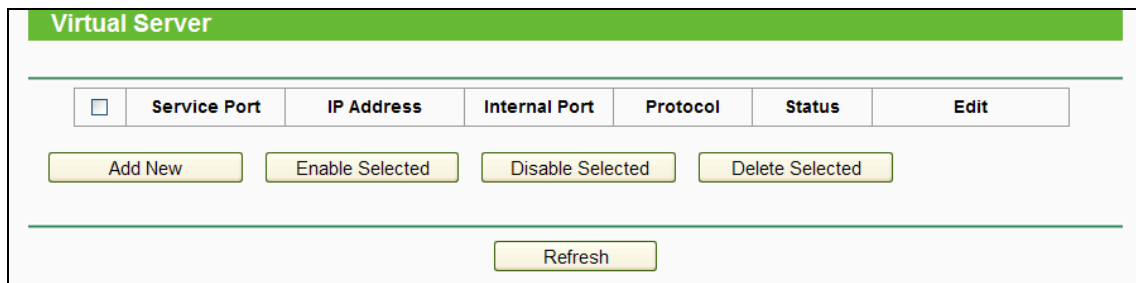 Virtual Server
Service Port IP Address Internal Port Protocol Status Edit
Add New Enable Selected Disable Selected Delete Selected
Refresh